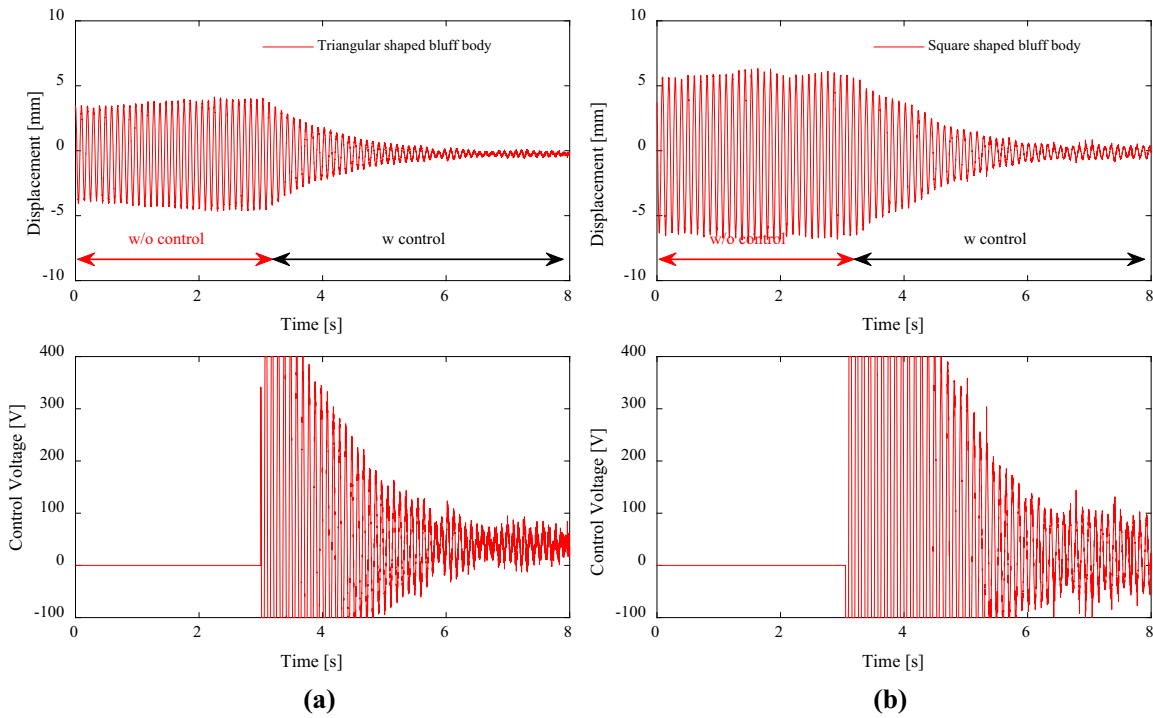 10
5
0
-5
-10
Displacement [mm]
Triangular shaped bluff body
w/o control
w control
0
2
4
6
8
Time [s]
10
5
0
-5
-10
Displacement [mm]
Square shaped bluff body
w/o control
w control
0
2
4
6
8
Time [s]
400
300
200
100
0
-100
Control Voltage [V]
0
2
4
6
8
Time [s]
(a)
400
300
200
100
0
-100
Control Voltage [V]
0
2
4
6
8
Time [s]
(b)